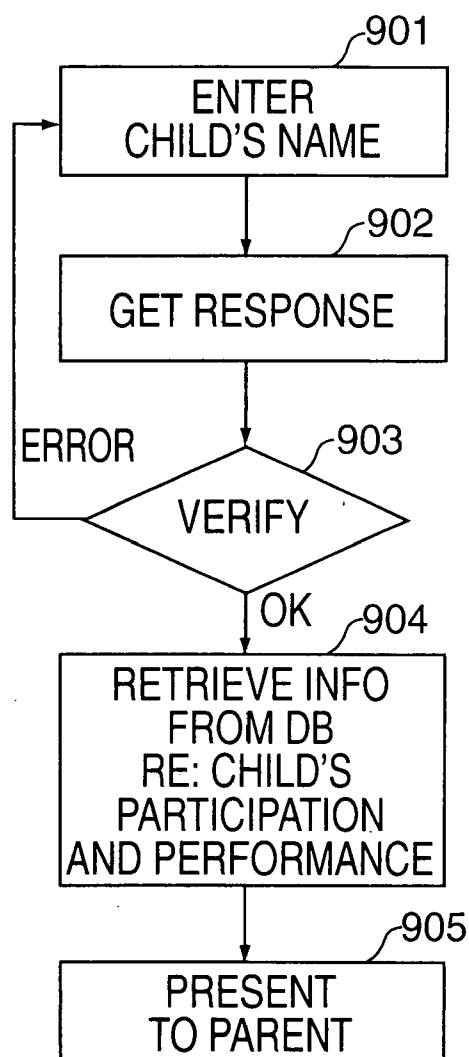 901
ENTER
CHILD'S NAME
902
GET RESPONSE
ERROR
903
VERIFY
OK
904
RETRIEVE INFO
FROM DB
RE: CHILD'S
PARTICIPATION
AND PERFORMANCE
905
PRESENT
TO PARENT